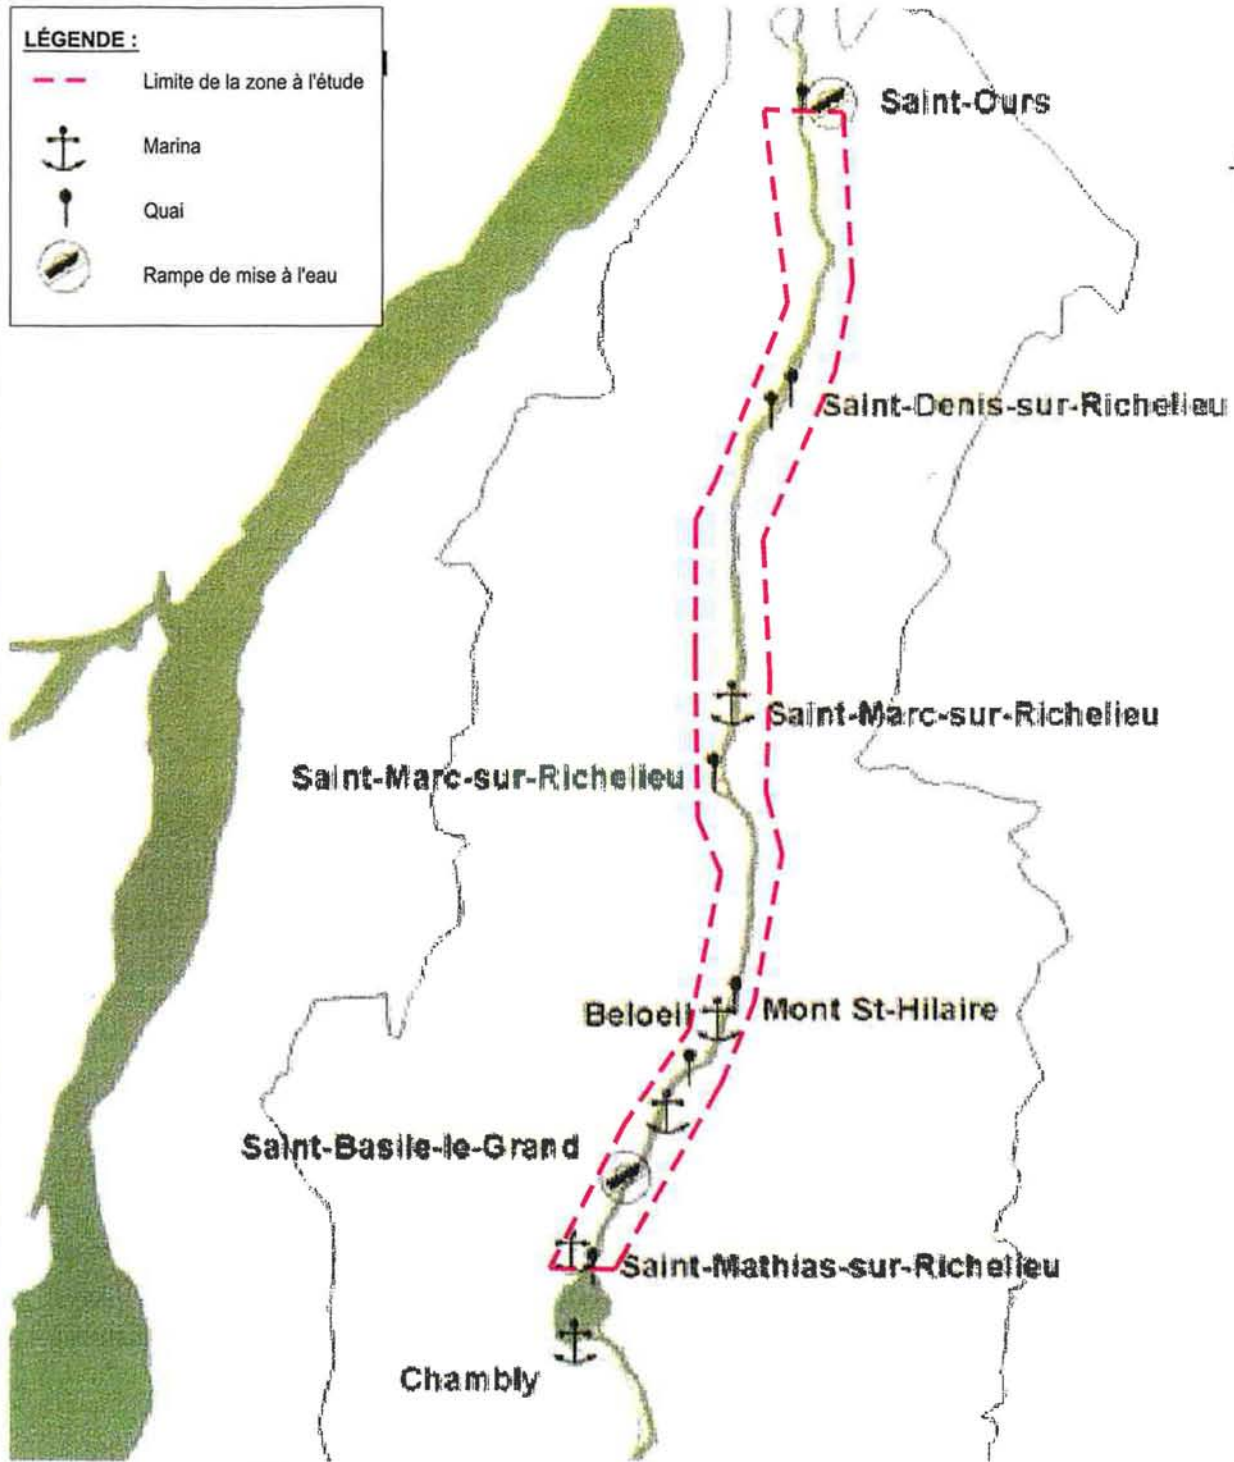 LÉGENDE :
Limite de la zone à l'étude
Marina
Quai
Rampe de mise à l'eau
Saint-Ours
Saint-Denis-sur-Richelieu
Saint-Marc-sur-Richelieu
Saint-Marc-sur-Richelieu
Beloeil
Mont St-Hilaire
Saint-Basile-le-Grand
Saint-Mathias-sur-Richelieu
Chambly